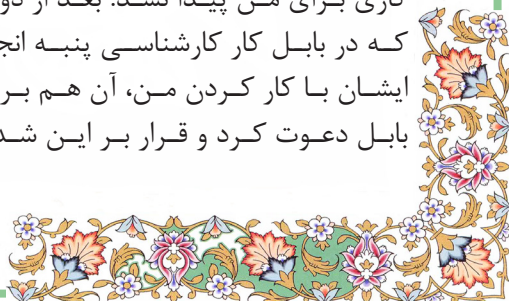 کاری برای من پیدا نشد. بعد از دو
که در بابل کار کارشناسی پنبه انج
ایشان با کار کردن من، آن هم بر
بابل دعوت کرد و قرار بر این شد